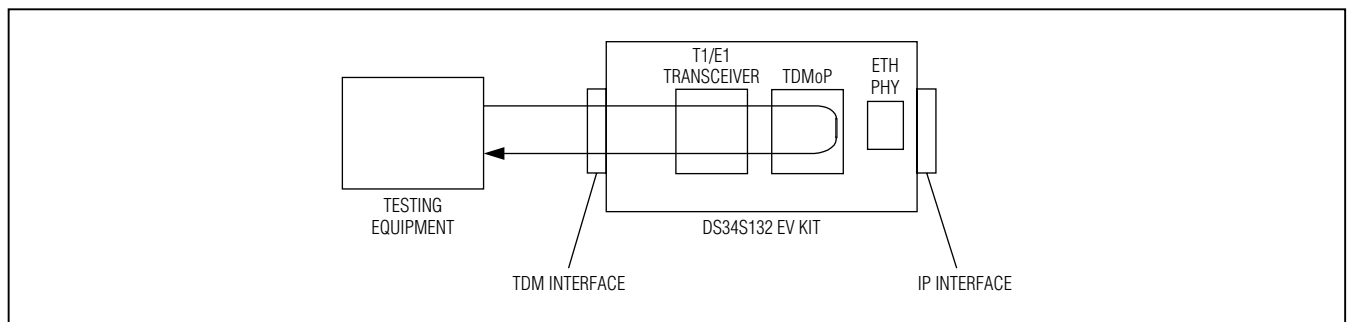 T1/E1
TRANSCEIVER
TDMoP
ETH
PHY
TESTING
EQUIPMENT
DS34S132 EV KIT
TDM INTERFACE
IP INTERFACE